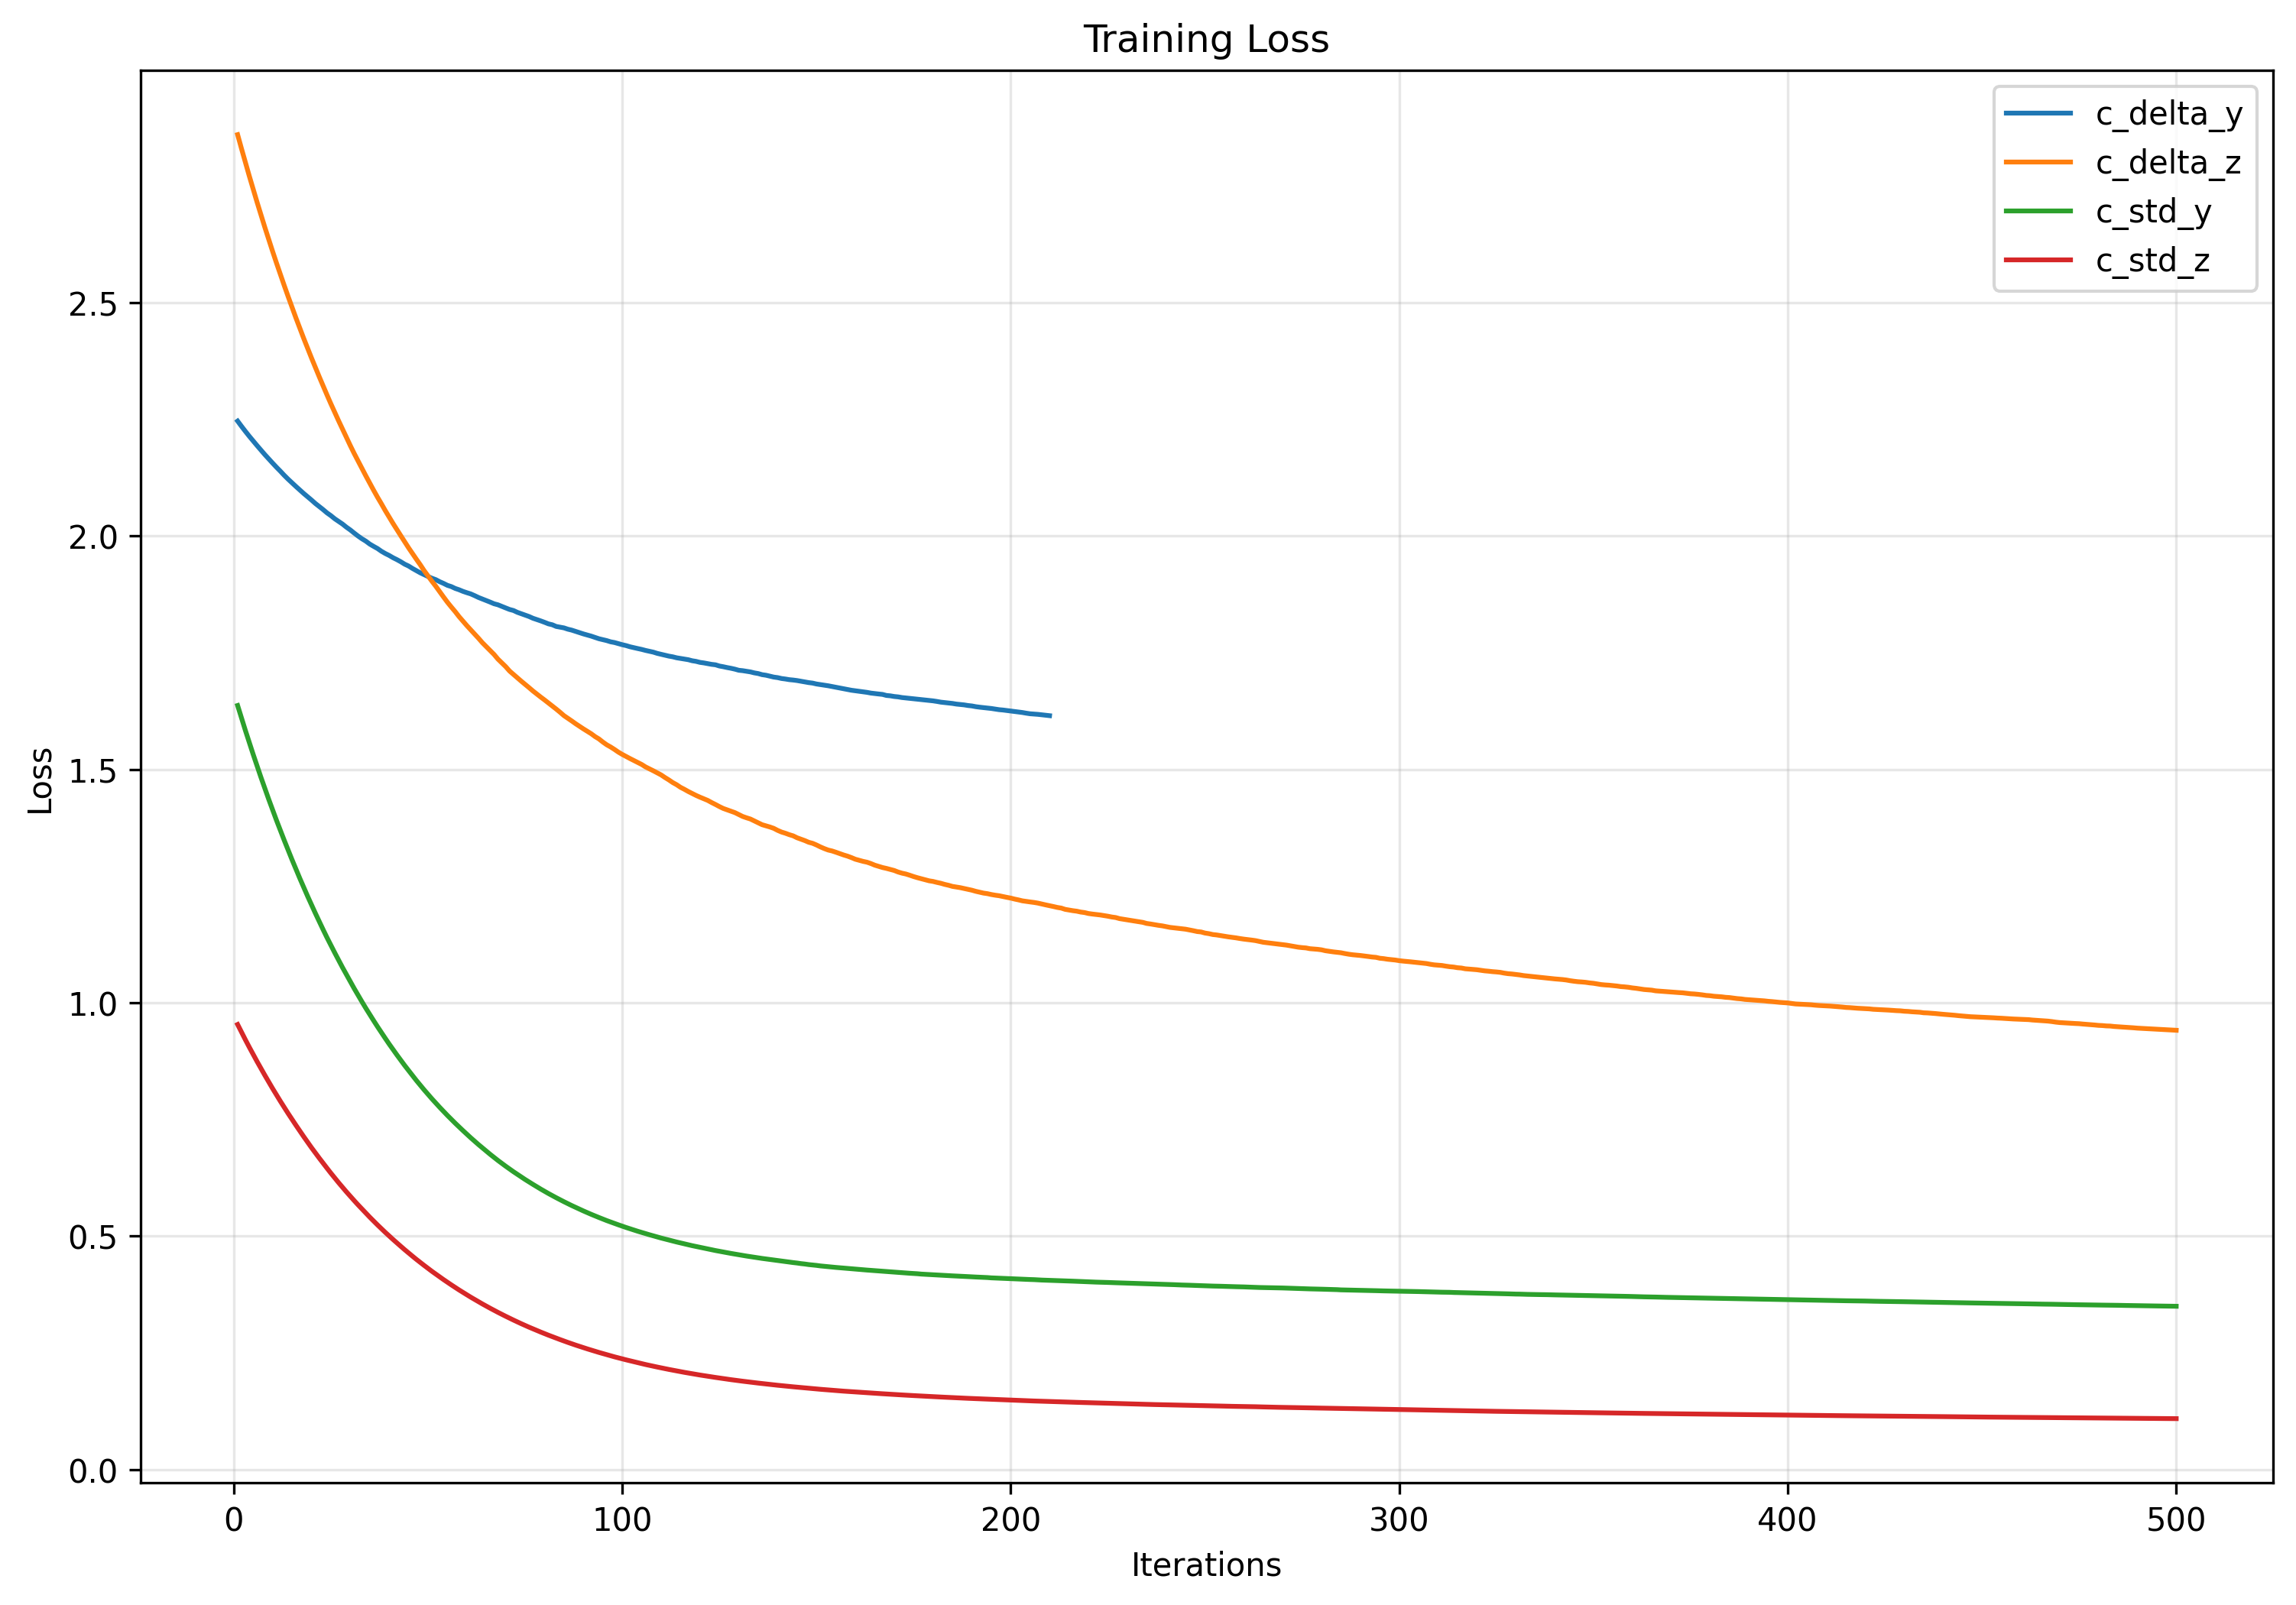 Training Loss
c_delta_y
c_delta_z
c_std_y
c_std_z
2.5
2.0
1.5
1.0
0.5
0.0
Loss
0 100 200 300 400 500
Iterations